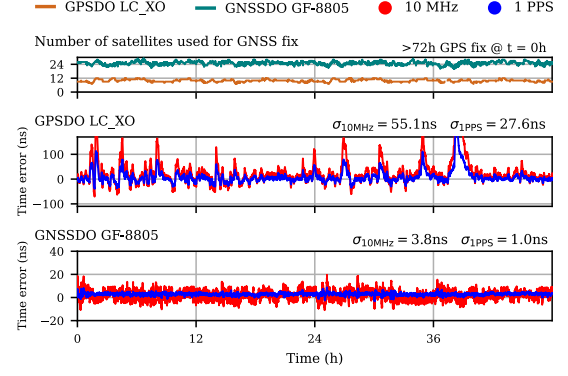 GPSDO LC_XO GNSSDO GF-8805 10 MHz 1 PPS
Number of satellites used for GNSS fix
>72h GPS fix @ t = 0h
24
12
0
GPSDO LC_XO
σ10MHz = 55.1ns σ1PPS = 27.6ns
Time error (ns)
100
0
−100
GNSSDO GF-8805
σ10MHz = 3.8ns σ1PPS = 1.0ns
Time error (ns)
40
20
0
−20
0 12 24 36
Time (h)